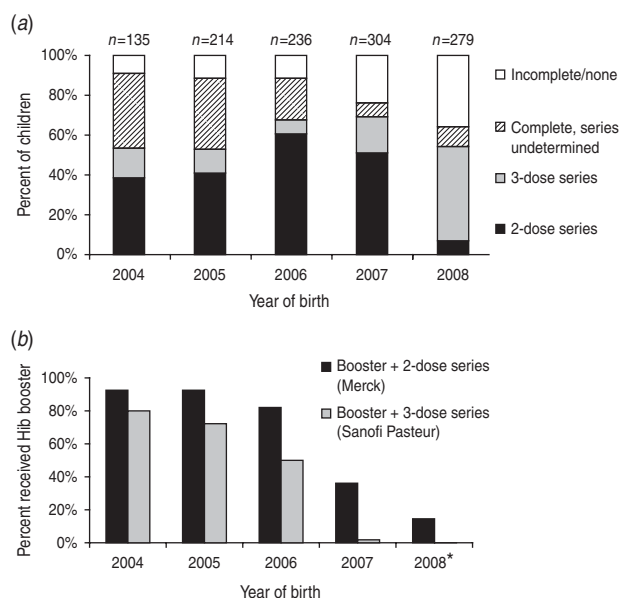 (a)
n=135 n=214 n=236 n=304 n=279
100%
80%
60%
40%
20%
0%
Percent of children
2004 2005 2006 2007 2008
Year of birth
Incomplete/none
Complete, series
undetermined
3-dose series
2-dose series
(b)
Booster + 2-dose series
(Merck)
Booster + 3-dose series
(Sanofi Pasteur)
100%
80%
60%
40%
20%
0%
Percent received Hib booster
2004 2005 2006 2007 2008*
Year of birth